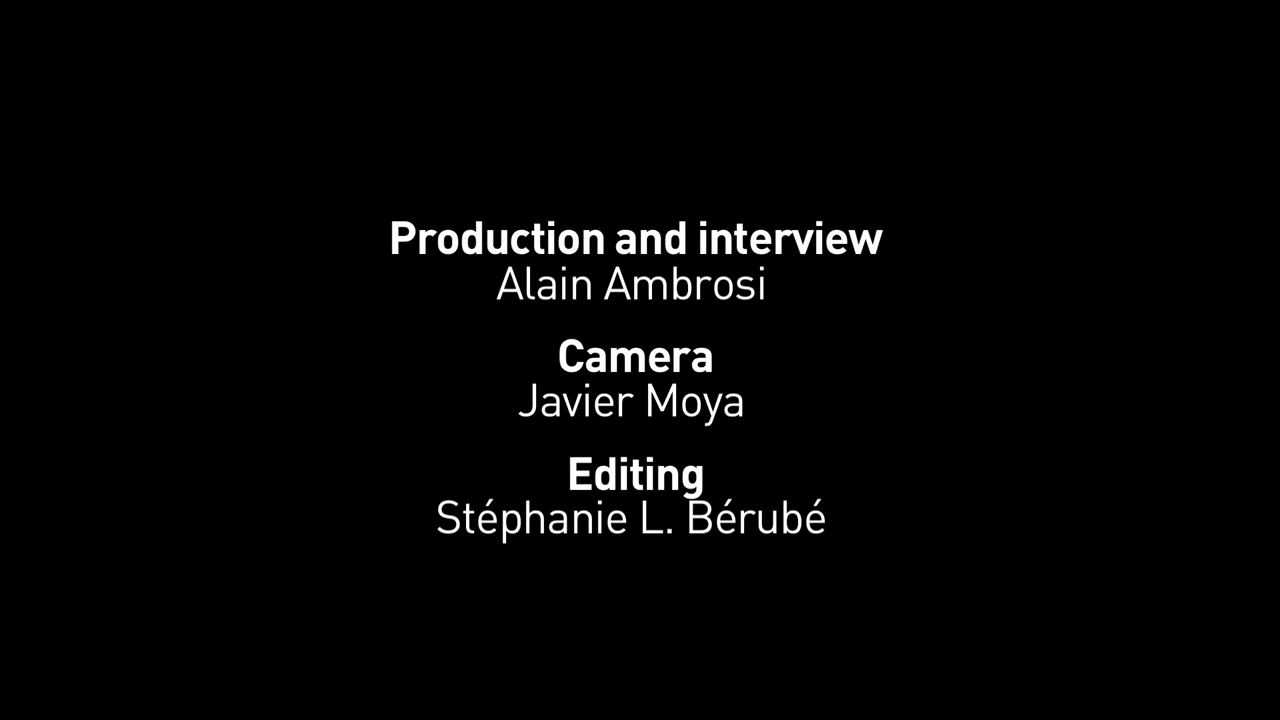 Production and interview
Alain Ambrosi
Camera
Javier Moya
Editing
Stéphanie L. Bérubé